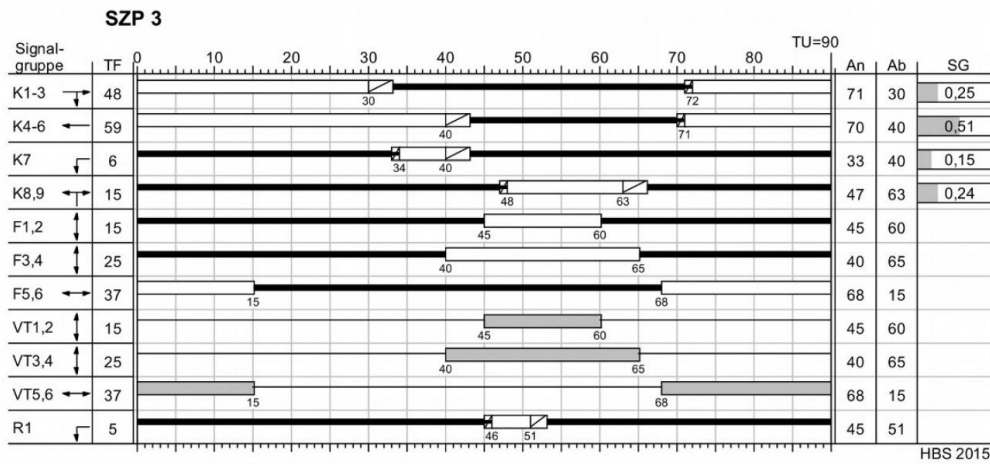 SZP 3
TU=90
Signal-
gruppe TF 0 10 20 30 40 50 60 70 80 An Ab SG
K1-3 48 30 72 71 30 0,25
K4-6 59 40 71 70 40 0,51
K7 6 34 40 33 40 0,15
K8,9 15 48 63 47 63 0,24
F1,2 15 45 60 45 60
F3,4 25 40 65 40 65
F5,6 37 15 68 68 15
VT1,2 15 45 60 45 60
VT3,4 25 40 65 40 65
VT5,6 37 15 68 68 15
R1 5 46 51 45 51
HBS 2015